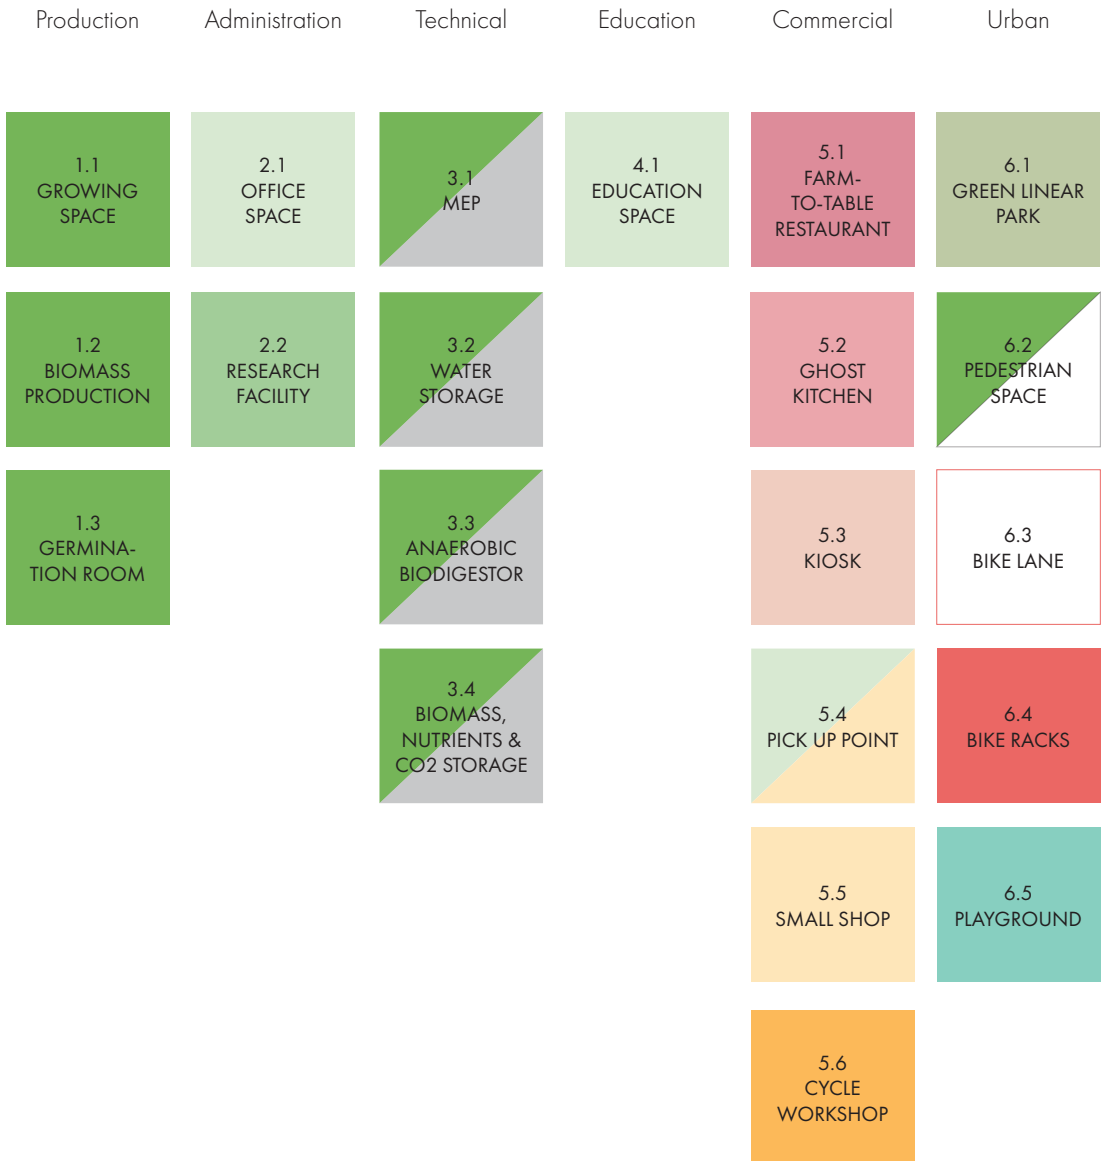 Production
Administration
Technical
Education
Commercial
Urban
1.1
GROWING
SPACE
2.1
OFFICE
SPACE
3.1
MEP
4.1
EDUCATION
SPACE
5.1
FARM-
TO-TABLE
RESTAURANT
6.1
GREEN LINEAR
PARK
1.2
BIOMASS
PRODUCTION
2.2
RESEARCH
FACILITY
3.2
WATER
STORAGE
5.2
GHOST
KITCHEN
6.2
PEDESTRIAN
SPACE
1.3
GERMINA-
TION ROOM
3.3
ANAEROBIC
BIODIGESTOR
5.3
KIOSK
6.3
BIKE LANE
3.4
BIOMASS,
NUTRIENTS &
CO2 STORAGE
5.4
PICK UP POINT
6.4
BIKE RACKS
5.5
SMALL SHOP
6.5
PLAYGROUND
5.6
CYCLE
WORKSHOP